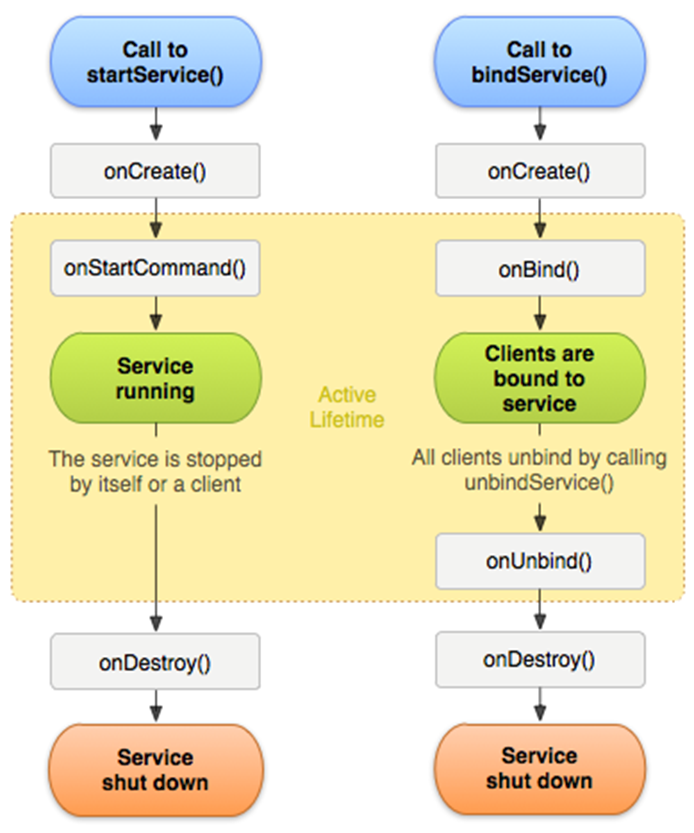 Call to
startService()
onCreate()
onStartCommand()
Service
running
The service is stopped
by itself or a client
onDestroy()
Service
shut down
Active
Lifetime
Call to
bindService()
onCreate()
onBind()
Clients are
bound to
service
All clients unbind by calling
unbindService()
onUnbind()
onDestroy()
Service
shut down